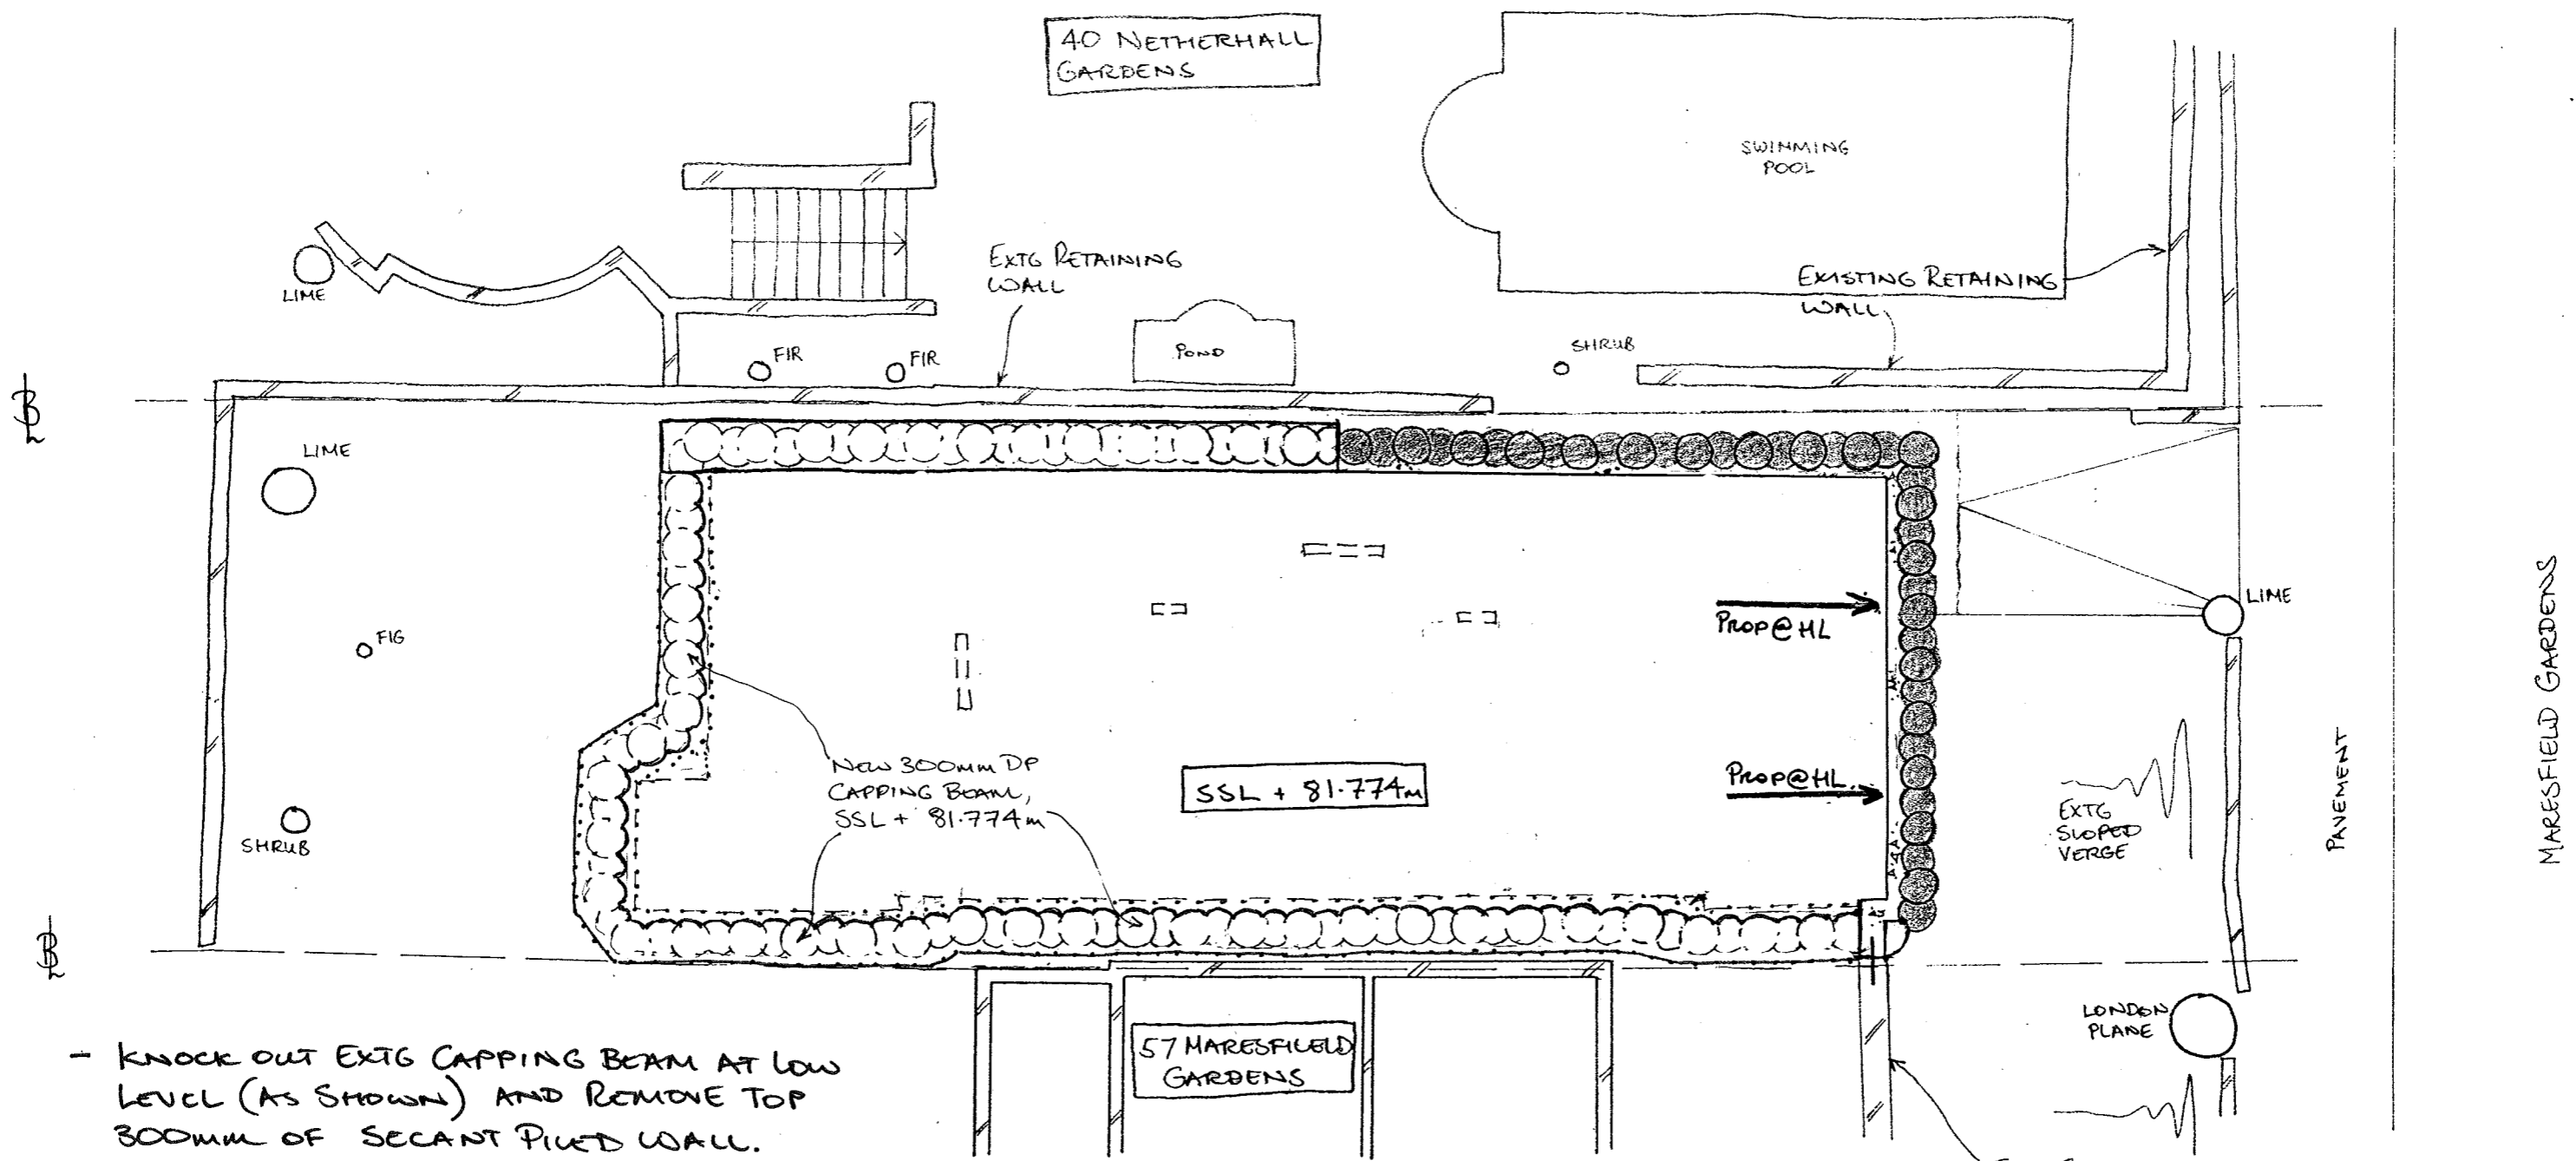 40 NETHERHALL
GARDENS
SWIMMING
POOL
EXTG RETAINING
WALL
EXISTING RETAINING
WALL
LIME
FIR
FIR
POND
SHRUB
LIME
FIG
SHRUB
PROP@HL
PROP@HL
LIME
NEW 300MM DP
CAPPING BEAM,
SSL + 81.774m
SSL + 81.774m
EXTG
SLOPED
VERGE
PAVEMENT
MARESFIELD GARDENS
LONDON
PLANE
57 MARESFILELD
GARDENS
- KNOCK OUT EXTG CAPPING BEAM AT LOW
LEVEL (AS SHOWN) AND REMOVE TOP
300MM OF SECANT PILED WALL.